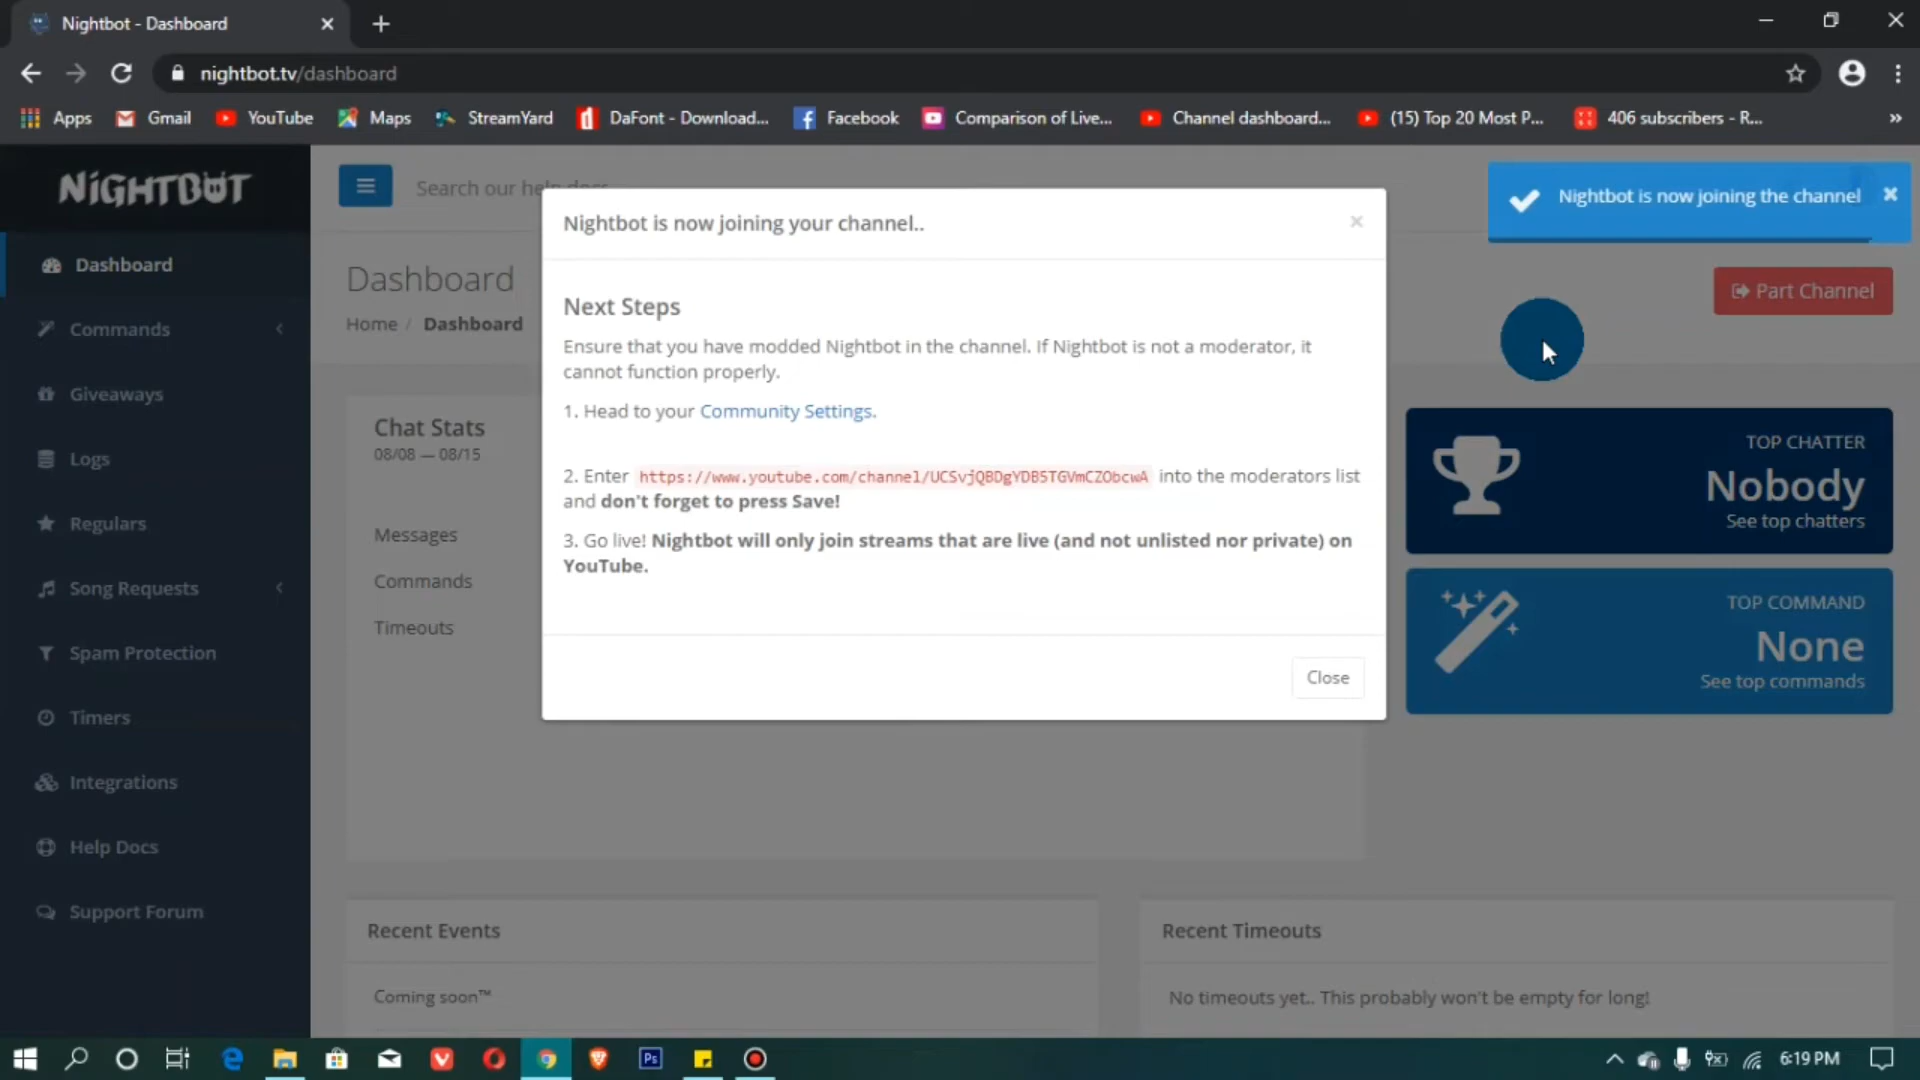 Nightbot - Dashboard
nightbot.tv/dashboard
Apps Gmail YouTube Maps StreamYard DaFont - Download... Facebook Comparison of Live... Channel dashboard... (15) Top 20 Most P... 406 subscribers - R...
NiGHTBOT
Search our help docs
Nightbot is now joining the channel
Dashboard
Commands
Giveaways
Logs
Regulars
Song Requests
Spam Protection
Timers
Integrations
Help Docs
Support Forum
Dashboard
Home / Dashboard
Part Channel
Chat Stats
08/08 — 08/15
Messages
Commands
Timeouts
Nightbot is now joining your channel..
Next Steps
Ensure that you have modded Nightbot in the channel. If Nightbot is not a moderator, it
cannot function properly.
1. Head to your Community Settings.
2. Enter https://www.youtube.com/channel/UCSvjQBDgYDB5TGVmCZObcwA into the moderators list
and don't forget to press Save!
3. Go live! Nightbot will only join streams that are live (and not unlisted nor private) on
YouTube.
Close
TOP CHATTER
Nobody
See top chatters
TOP COMMAND
None
See top commands
Recent Events
Coming soon™
Recent Timeouts
No timeouts yet.. This probably won't be empty for long!
Ps
6:19 PM